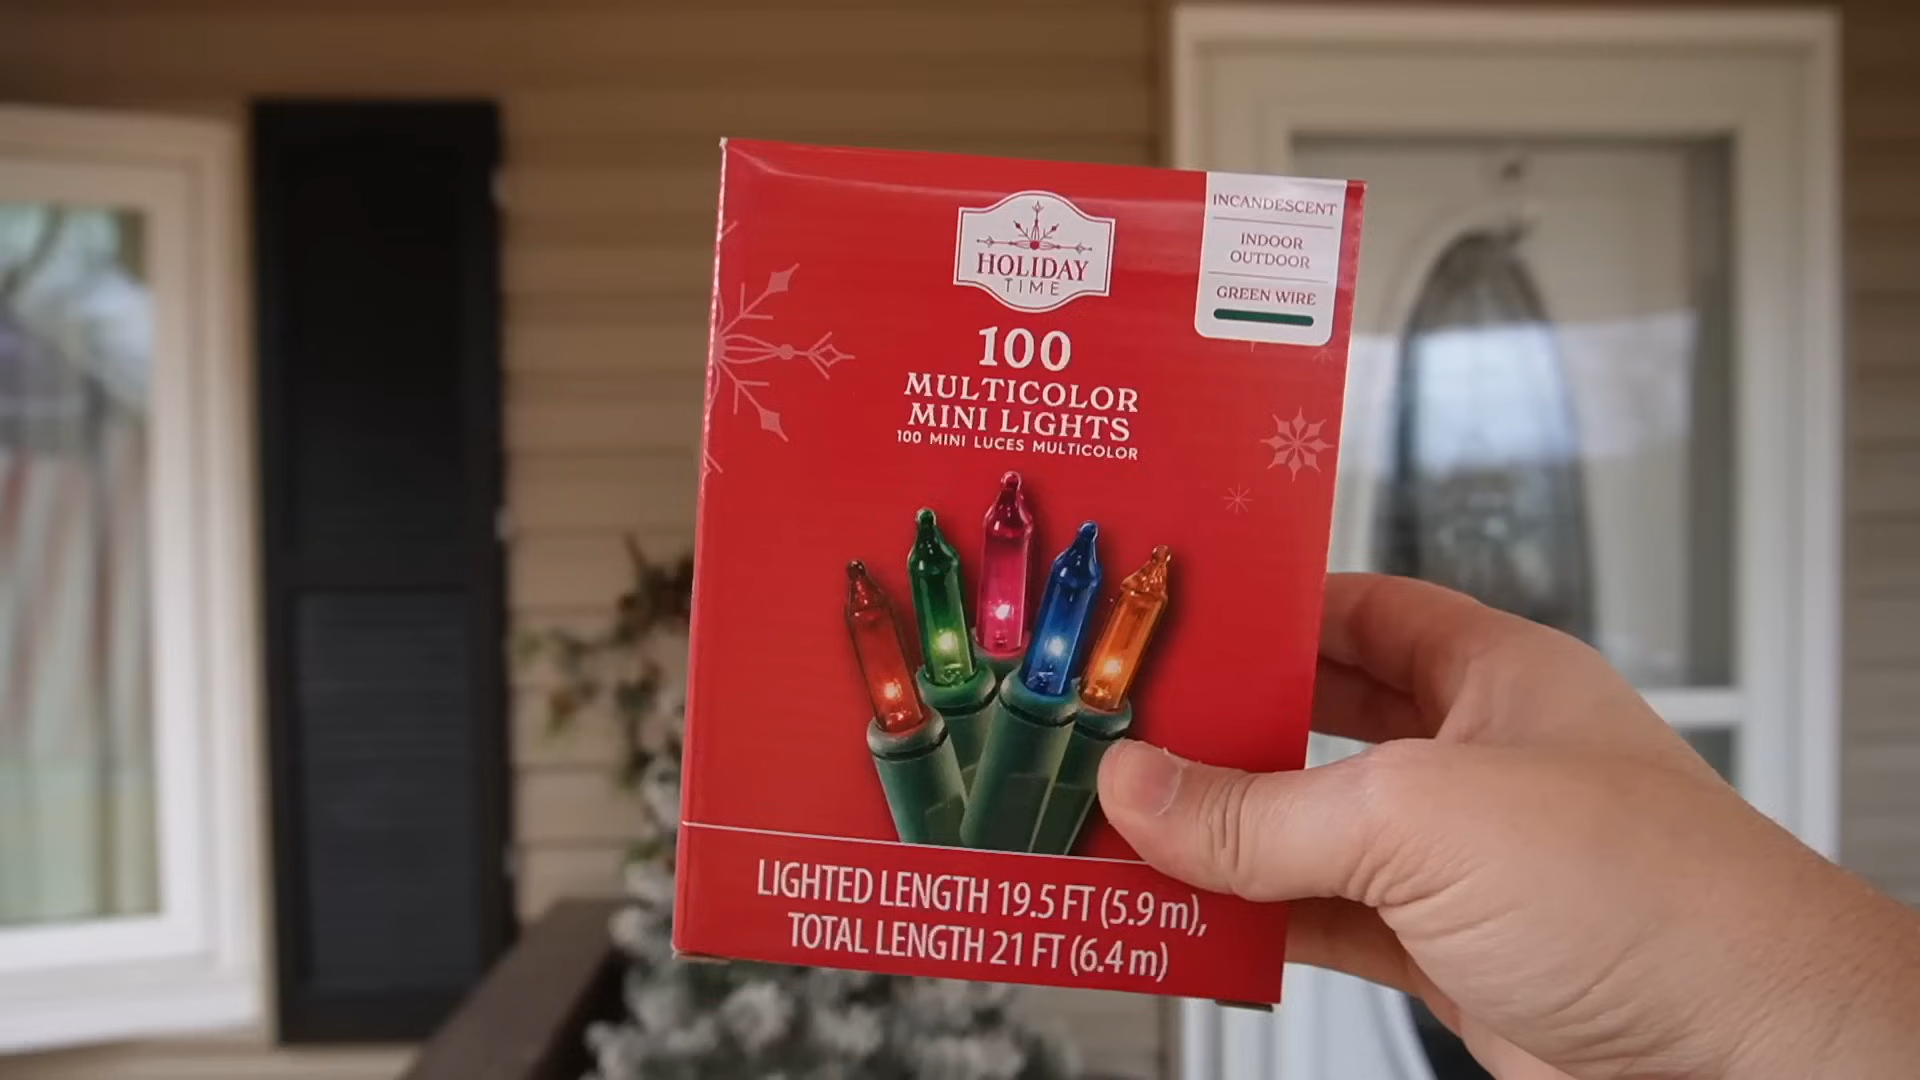 HOLIDAY
TIME
INCANDESCENT
INDOOR
OUTDOOR
GREEN WIRE
100
MULTICOLOR
MINI LIGHTS
100 MINI LUCES MULTICOLOR
LIGHTED LENGTH 19.5 FT (5.9 m),
TOTAL LENGTH 21 FT (6.4 m)